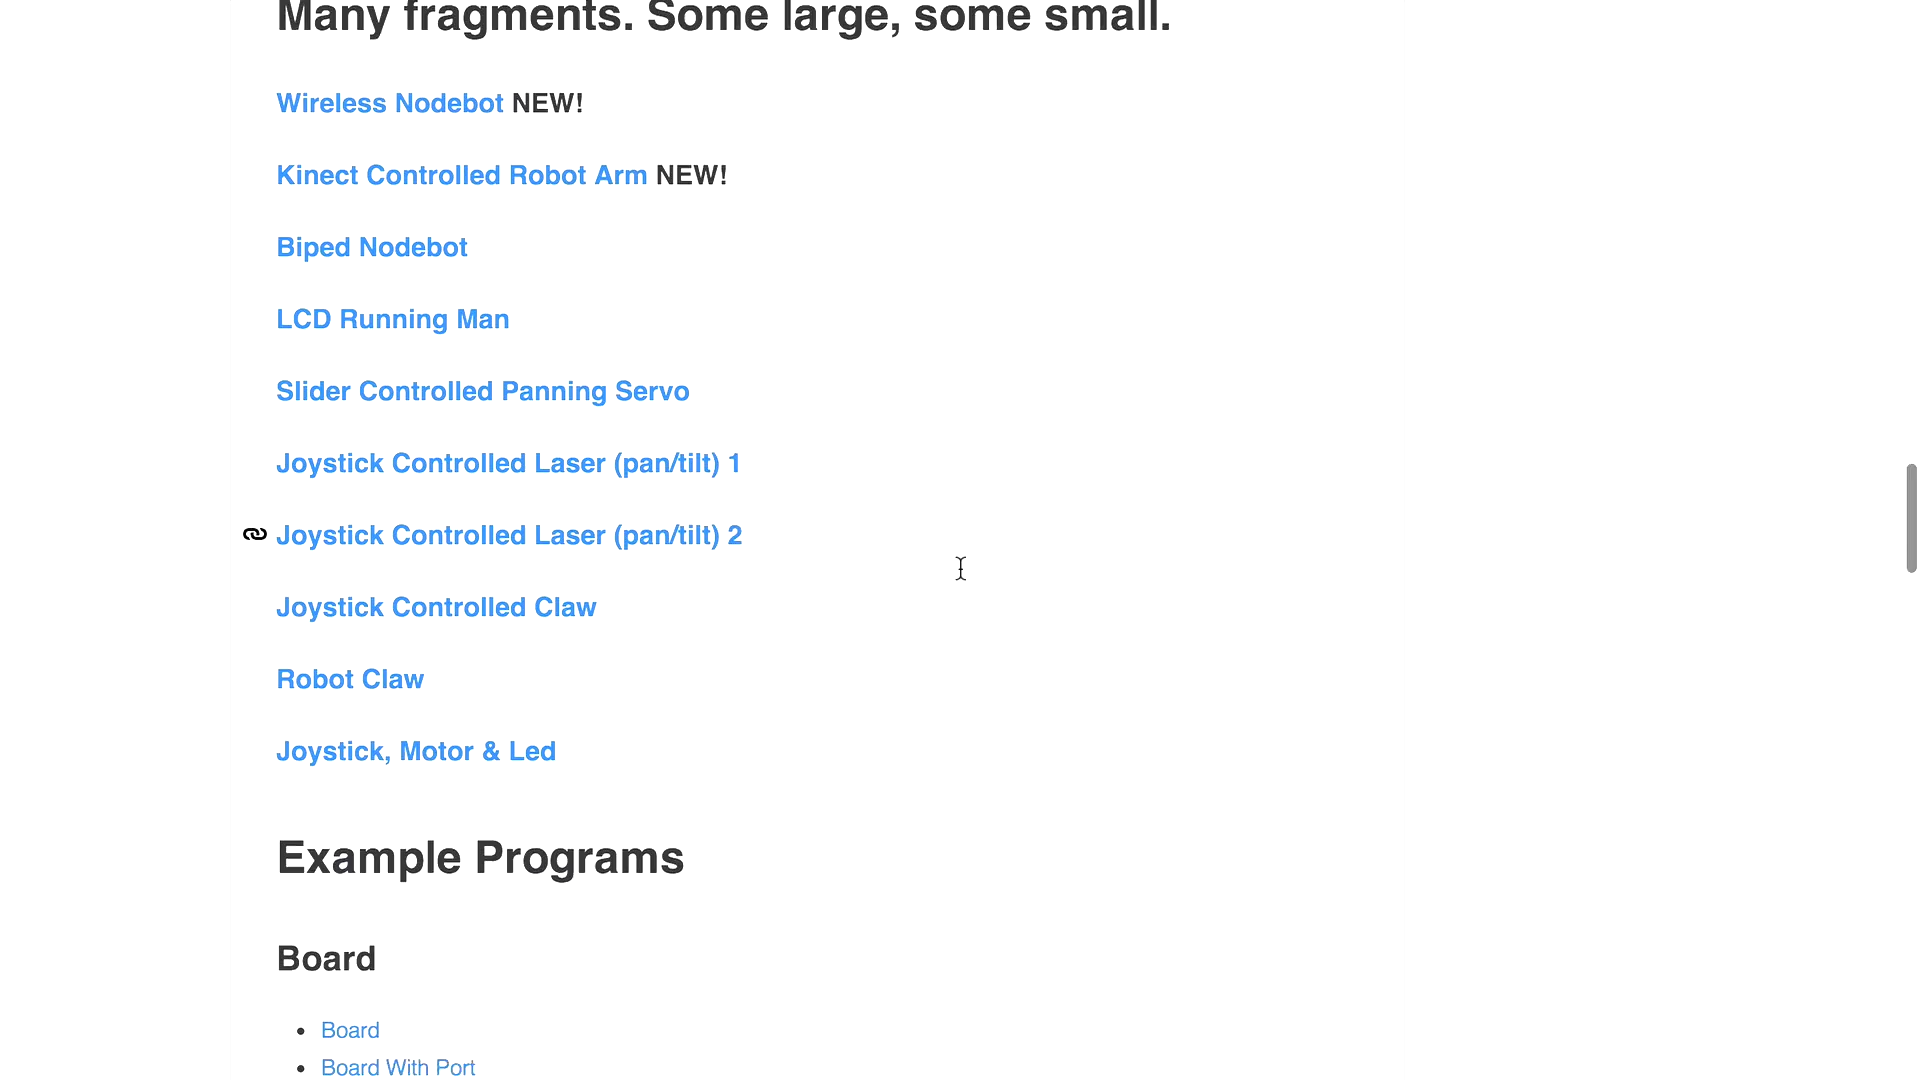 Many fragments. Some large, some small.
Wireless Nodebot NEW!
Kinect Controlled Robot Arm NEW!
Biped Nodebot
LCD Running Man
Slider Controlled Panning Servo
Joystick Controlled Laser (pan/tilt) 1
Joystick Controlled Laser (pan/tilt) 2
Joystick Controlled Claw
Robot Claw
Joystick, Motor & Led
Example Programs
Board
Board
Board With Port